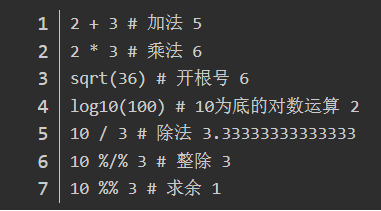 1 2 + 3 # 加法 5
2 2 * 3 # 乘法 6
3 sqrt(36) # 开根号 6
4 log10(100) # 10为底的对数运算 2
5 10 / 3 # 除法 3.33333333333333
6 10 %/% 3 # 整除 3
7 10 %% 3 # 求余 1